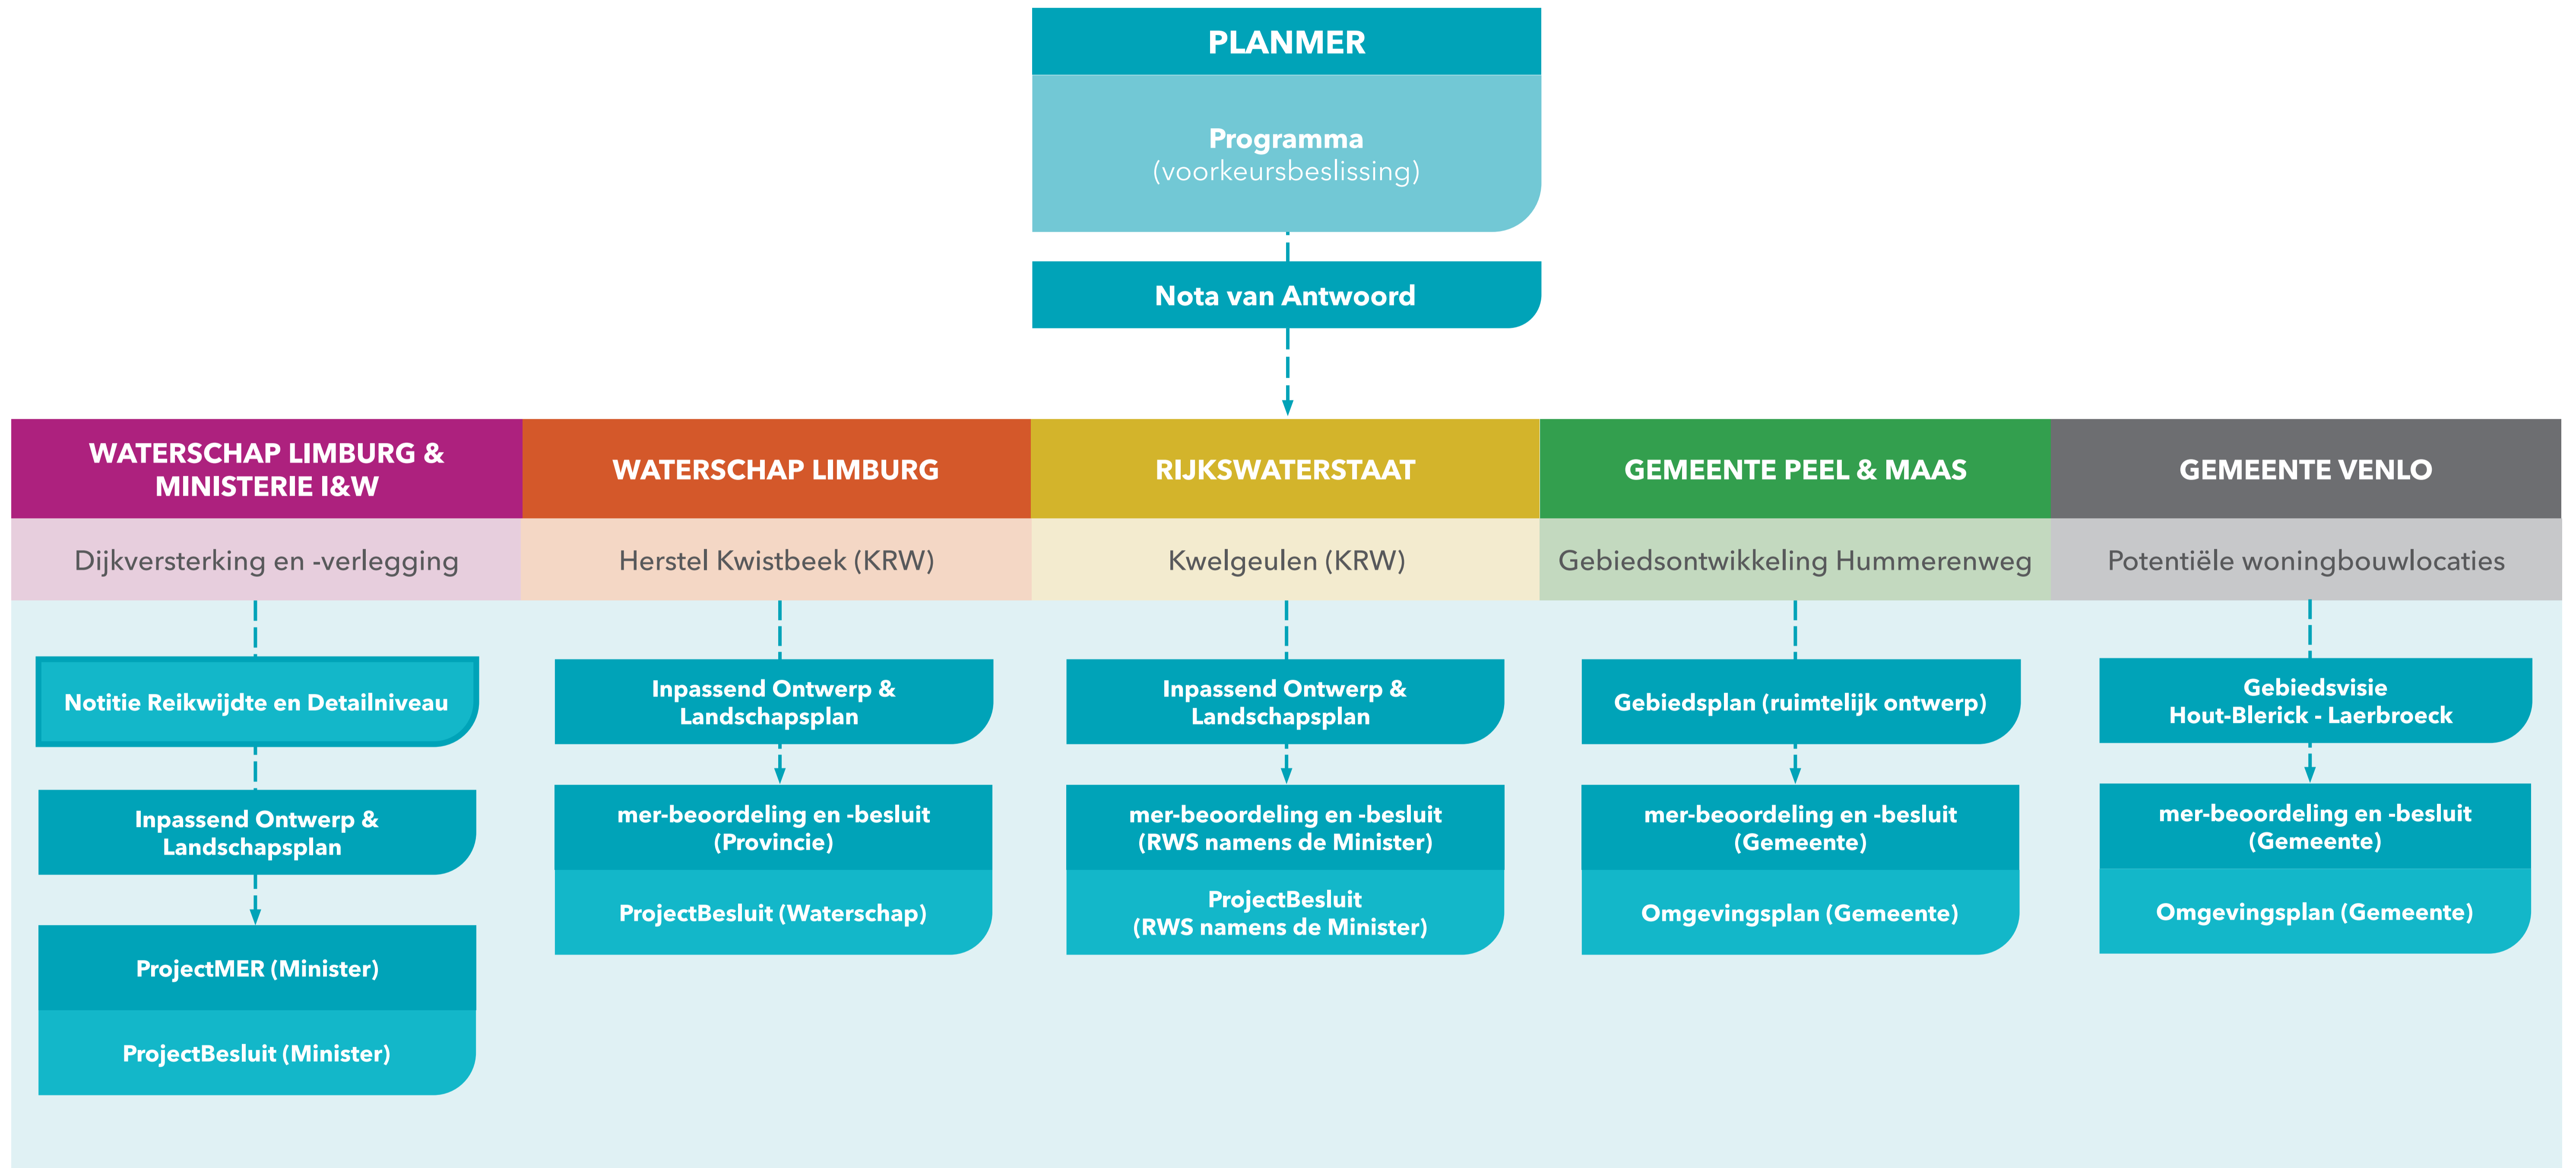 PLANMER
Programma
(voorkeursbeslissing)
Nota van Antwoord
WATERSCHAP LIMBURG &
MINISTERIE I&W
WATERSCHAP LIMBURG
RIJKSWATERSTAAT
GEMEENTE PEEL & MAAS
GEMEENTE VENLO
Dijkversterking en -verlegging
Herstel Kwistbeek (KRW)
Kwelgeulen (KRW)
Gebiedsontwikkeling Hummerenweg
Potentiële woningbouwlocaties
Notitie Reikwijdte en Detailniveau
Inpassend Ontwerp &
Landschapsplan
ProjectMER (Minister)
ProjectBesluit (Minister)
Inpassend Ontwerp &
Landschapsplan
mer-beoordeling en -besluit
(Provincie)
ProjectBesluit (Waterschap)
Inpassend Ontwerp &
Landschapsplan
mer-beoordeling en -besluit
(RWS namens de Minister)
ProjectBesluit
(RWS namens de Minister)
Gebiedsplan (ruimtelijk ontwerp)
mer-beoordeling en -besluit
(Gemeente)
Omgevingsplan (Gemeente)
Gebiedsvisie
Hout-Blerick - Laerbroeck
mer-beoordeling en -besluit
(Gemeente)
Omgevingsplan (Gemeente)